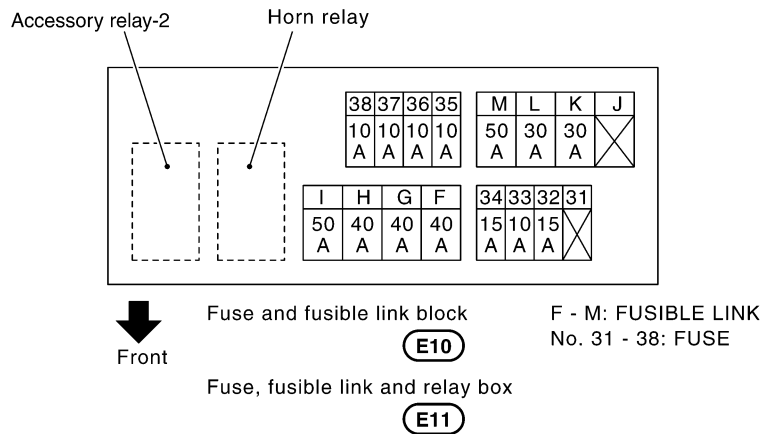 Accessory relay-2
Horn relay
38 37 36 35
10 A 10 A 10 A 10 A
M L K J
50 A 30 A 30 A
I H G F
50 A 40 A 40 A 40 A
34 33 32 31
15 A 10 A 15 A
Front
Fuse and fusible link block
E10
Fuse, fusible link and relay box
E11
F - M: FUSIBLE LINK
No. 31 - 38: FUSE